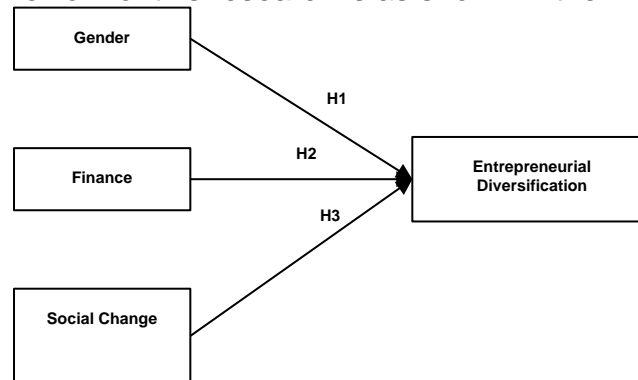 Gender
H1
H2
Finance
Entrepreneurial
Diversification
H3
Social Change